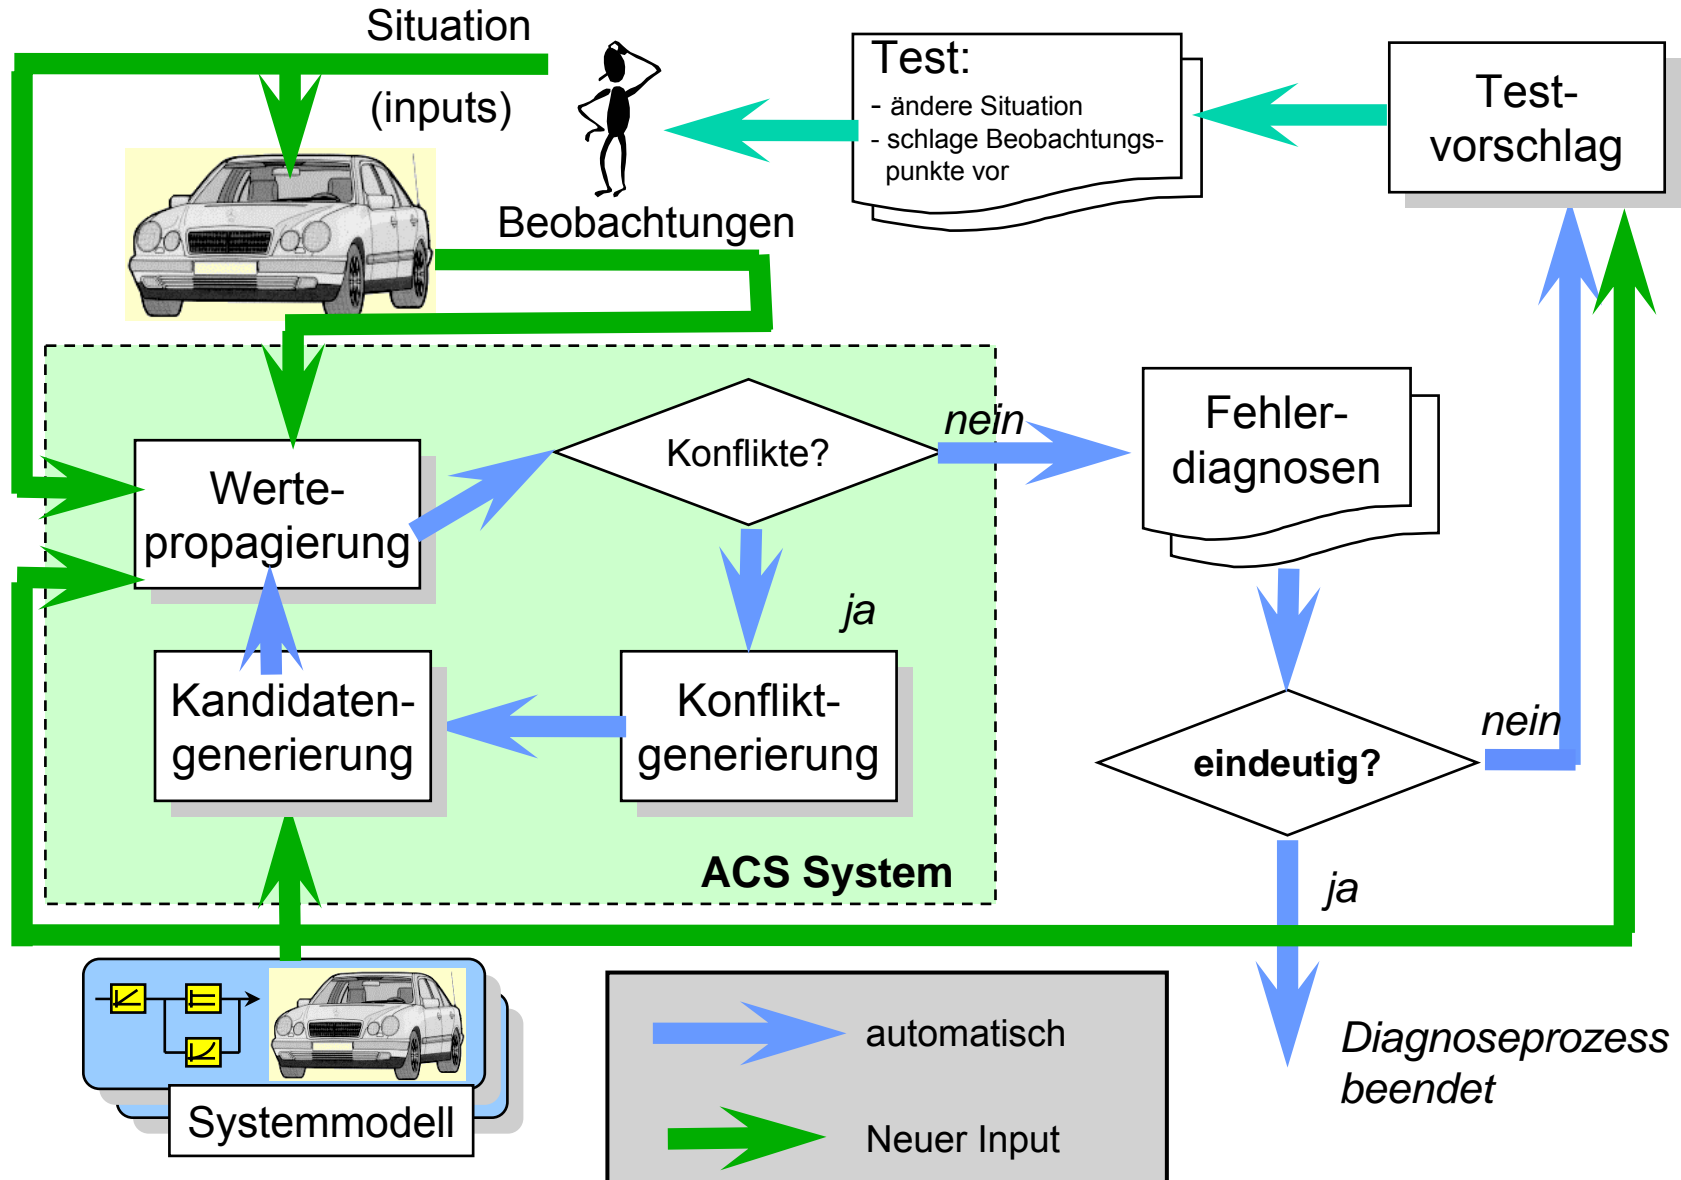 Situation
(inputs)
Beobachtungen
Test:
- ändere Situation
- schlage Beobachtungs-
punkte vor
Test-
vorschlag
Werte-
propagierung
Konflikte?
nein
ja
Fehler-
diagnosen
Kandidaten-
generierung
Konflikt-
generierung
ACS System
eindeutig?
nein
ja
Diagnoseprozess
beendet
Systemmodell
automatisch
Neuer Input